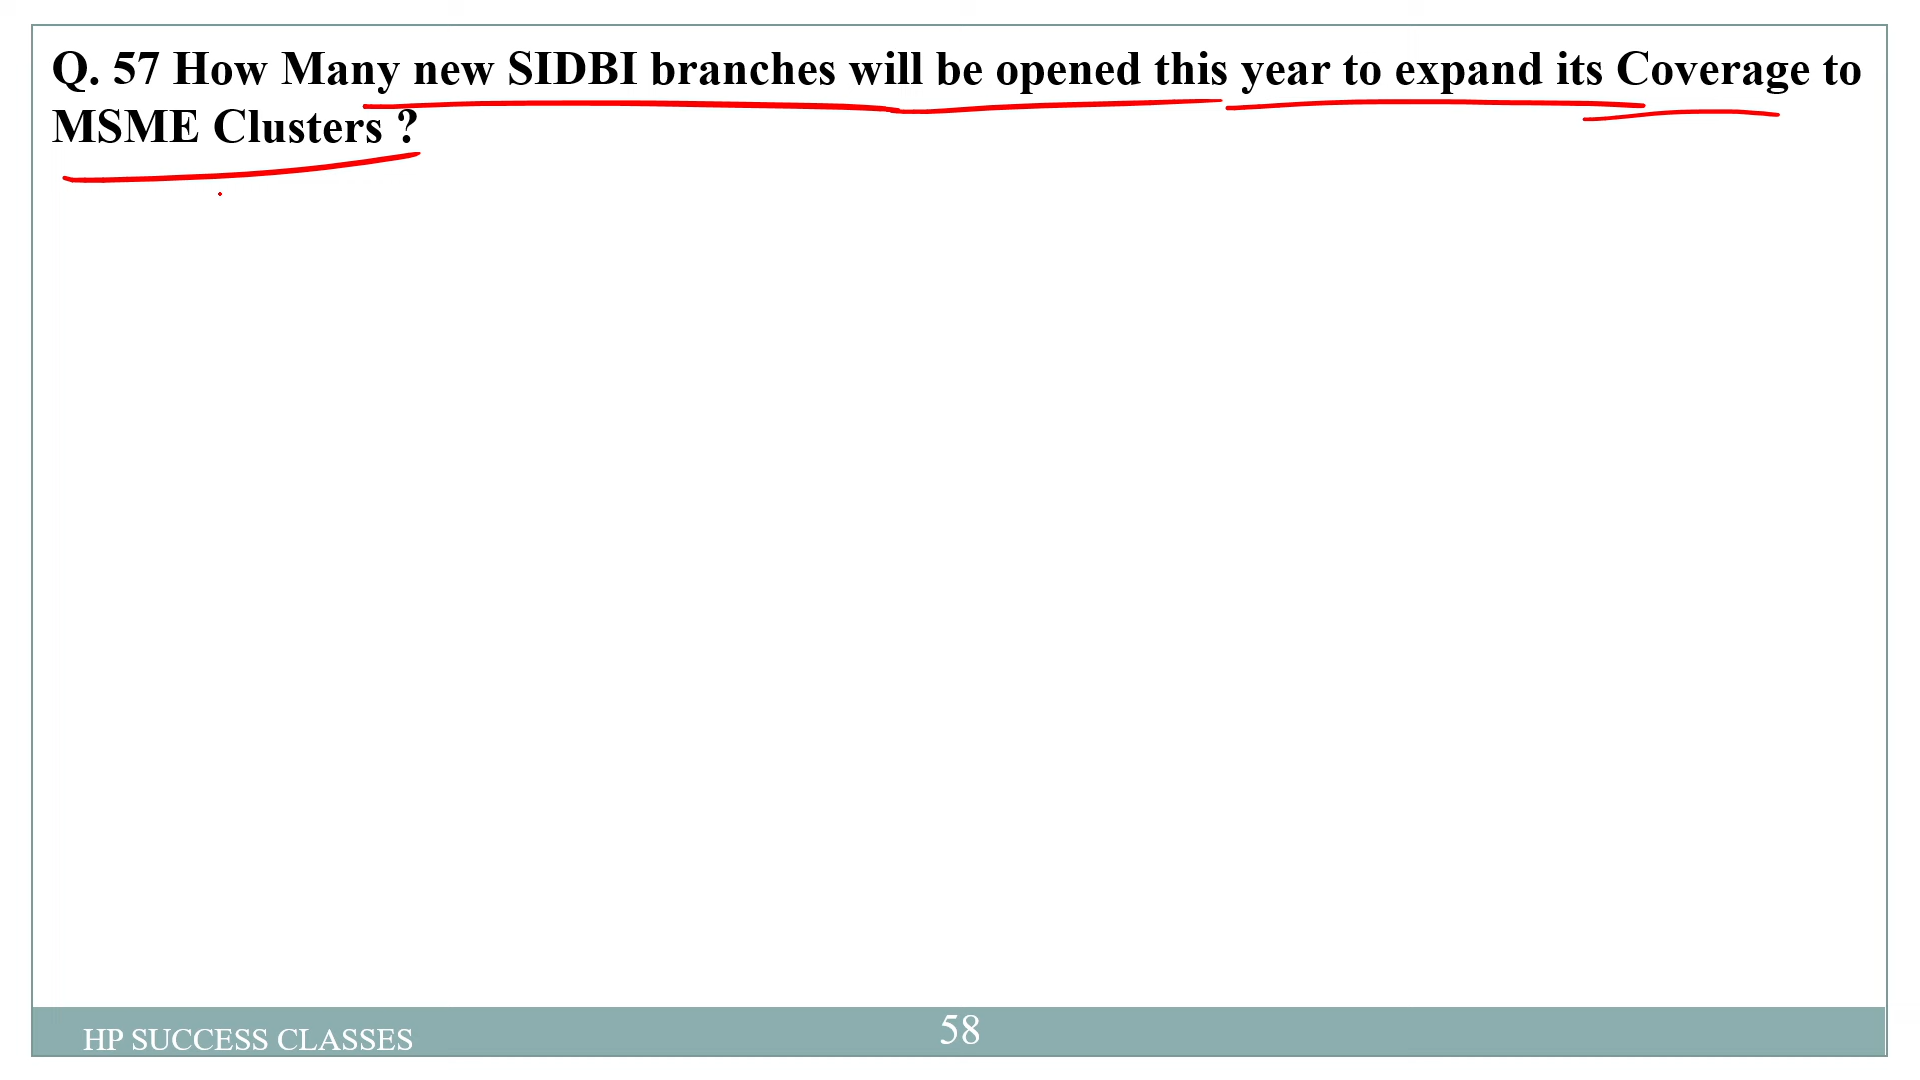 Q. 57 How Many new SIDBI branches will be opened this year to expand its Coverage to
MSME Clusters ?
HP SUCCESS CLASSES
58